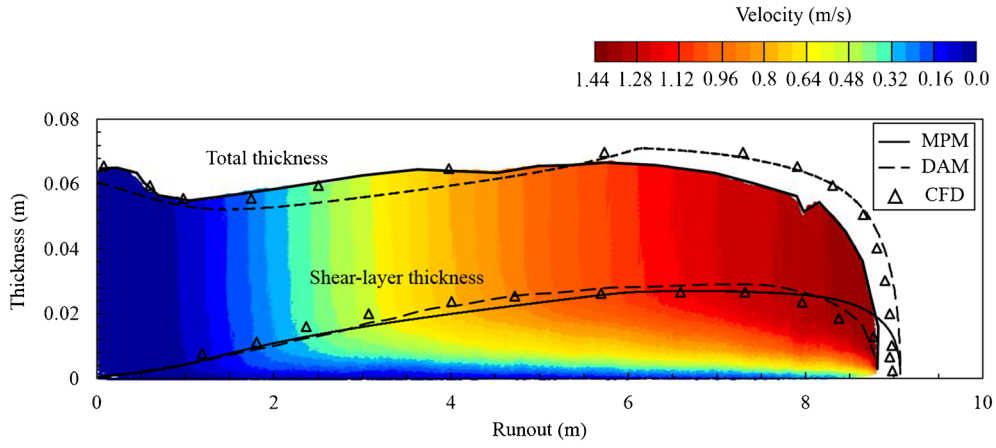 Velocity (m/s)
1.44 1.28 1.12 0.96 0.8 0.64 0.48 0.32 0.16 0.0
0.08
0.06
0.04
0.02
0
Thickness (m)
Total thickness
Shear-layer thickness
MPM
DAM
CFD
0 2 4 6 8 10
Runout (m)